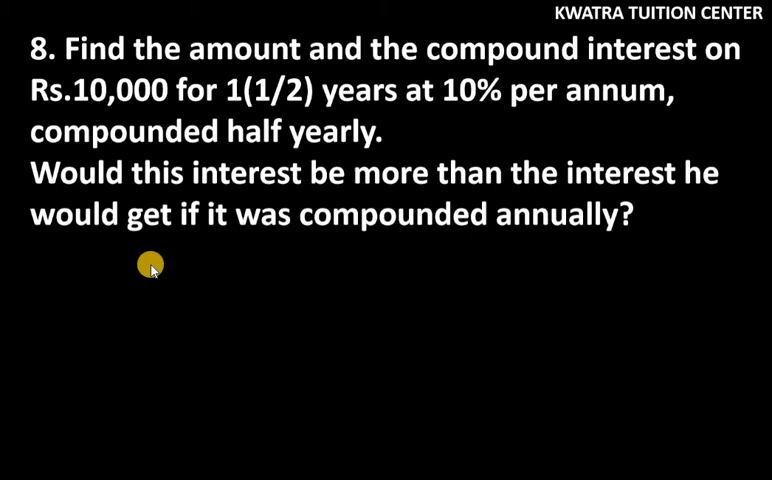 KWATRA TUITION CENTER
8. Find the amount and the compound interest on
Rs.10,000 for 1(1/2) years at 10% per annum,
compounded half yearly.
Would this interest be more than the interest he
would get if it was compounded annually?